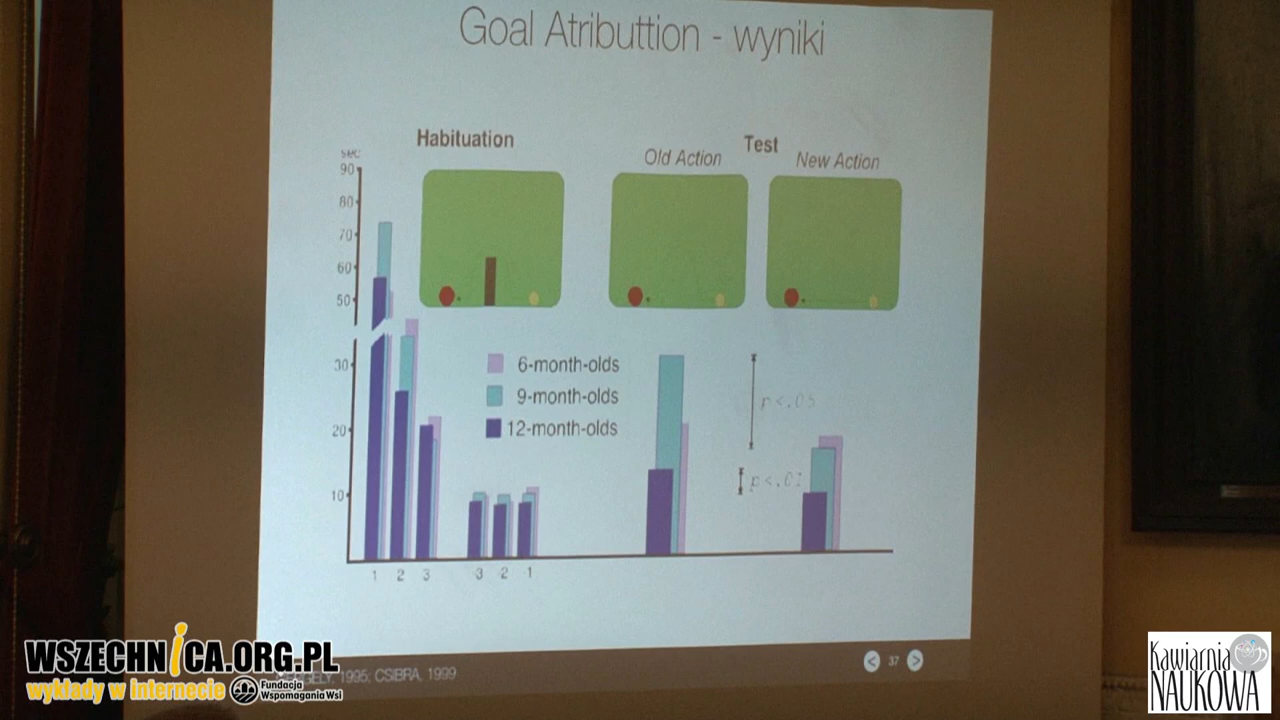 Goal Atributtion - wyniki
Habituation
Test
Old Action
New Action
sec
90
80
70
60
50
30
20
10
6-month-olds
9-month-olds
12-month-olds
p<.05
p<.01
1 2 3 -3 -2 -1
37
GERGELY, 1995; CSIBRA, 1999
WSZECHNICA.ORG.PL
wykłady w internecie
Fundacja
Wspomagania Wsi
Kawiarnia
NAUKOWA